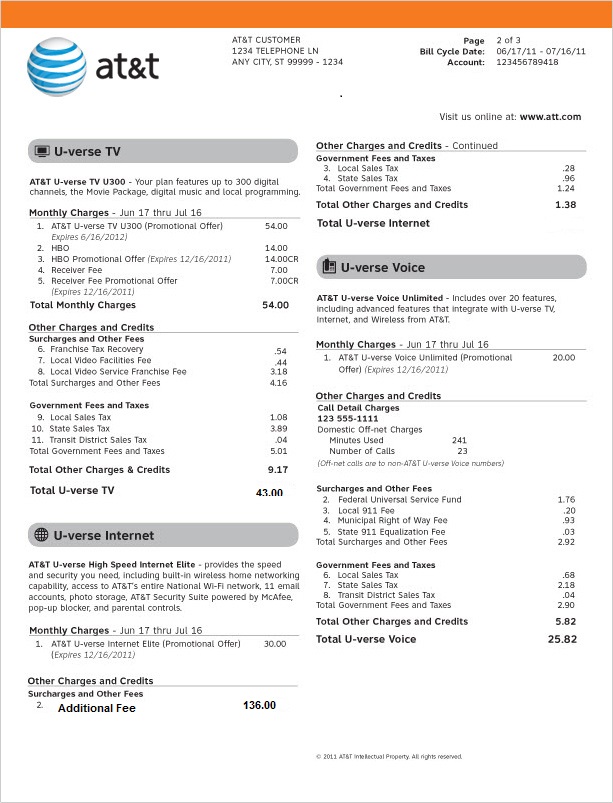 at&t
AT&T CUSTOMER
1234 TELEPHONE LN
ANY CITY, ST 99999 - 1234
Page 2 of 3
Bill Cycle Date: 06/17/11 - 07/16/11
Account: 123456789418
Visit us online at: www.att.com
U-verse TV
AT&T U-verse TV U300 - Your plan features up to 300 digital
channels, the Movie Package, digital music and local programming.
Monthly Charges - Jun 17 thru Jul 16
1. AT&T U-verse TV U300 (Promotional Offer) 54.00
Expires 6/16/2012)
2. HBO 14.00
3. HBO Promotional Offer (Expires 12/16/2011) 14.00CR
4. Receiver Fee 7.00
5. Receiver Fee Promotional Offer 7.00CR
(Expires 12/16/2011)
Total Monthly Charges 54.00
Other Charges and Credits
Surcharges and Other Fees
6. Franchise Tax Recovery .54
7. Local Video Facilities Fee .44
8. Local Video Service Franchise Fee 3.18
Total Surcharges and Other Fees 4.16
Government Fees and Taxes
9. Local Sales Tax 1.08
10. State Sales Tax 3.89
11. Transit District Sales Tax .04
Total Government Fees and Taxes 5.01
Total Other Charges & Credits 9.17
Total U-verse TV 43.00
U-verse Internet
AT&T U-verse High Speed Internet Elite - provides the speed
and security you need, including built-in wireless home networking
capability, access to AT&T's entire National Wi-Fi network, 11 email
accounts, photo storage, AT&T Security Suite powered by McAfee,
pop-up blocker, and parental controls.
Monthly Charges - Jun 17 thru Jul 16
1. AT&T U-verse Internet Elite (Promotional Offer) 30.00
(Expires 12/16/2011)
Other Charges and Credits
Surcharges and Other Fees
2. Additional Fee 136.00
Other Charges and Credits - Continued
Government Fees and Taxes
3. Local Sales Tax .28
4. State Sales Tax .96
Total Government Fees and Taxes 1.24
Total Other Charges and Credits 1.38
Total U-verse Internet
U-verse Voice
AT&T U-verse Voice Unlimited - Includes over 20 features,
including advanced features that integrate with U-verse TV,
Internet, and Wireless from AT&T.
Monthly Charges - Jun 17 thru Jul 16
1. AT&T U-verse Voice Unlimited (Promotional 20.00
Offer) (Expires 12/16/2011)
Other Charges and Credits
Call Detail Charges
123 555-1111
Domestic Off-net Charges
Minutes Used 241
Number of Calls 23
(Off-net calls are to non-AT&T U-verse Voice numbers)
Surcharges and Other Fees
2. Federal Universal Service Fund 1.76
3. Local 911 Fee .20
4. Municipal Right of Way Fee .93
5. State 911 Equalization Fee .03
Total Surcharges and Other Fees 2.92
Government Fees and Taxes
6. Local Sales Tax .68
7. State Sales Tax 2.18
8. Transit District Sales Tax .04
Total Government Fees and Taxes 2.90
Total Other Charges and Credits 5.82
Total U-verse Voice 25.82
© 2011 AT&T Intellectual Property. All rights reserved.